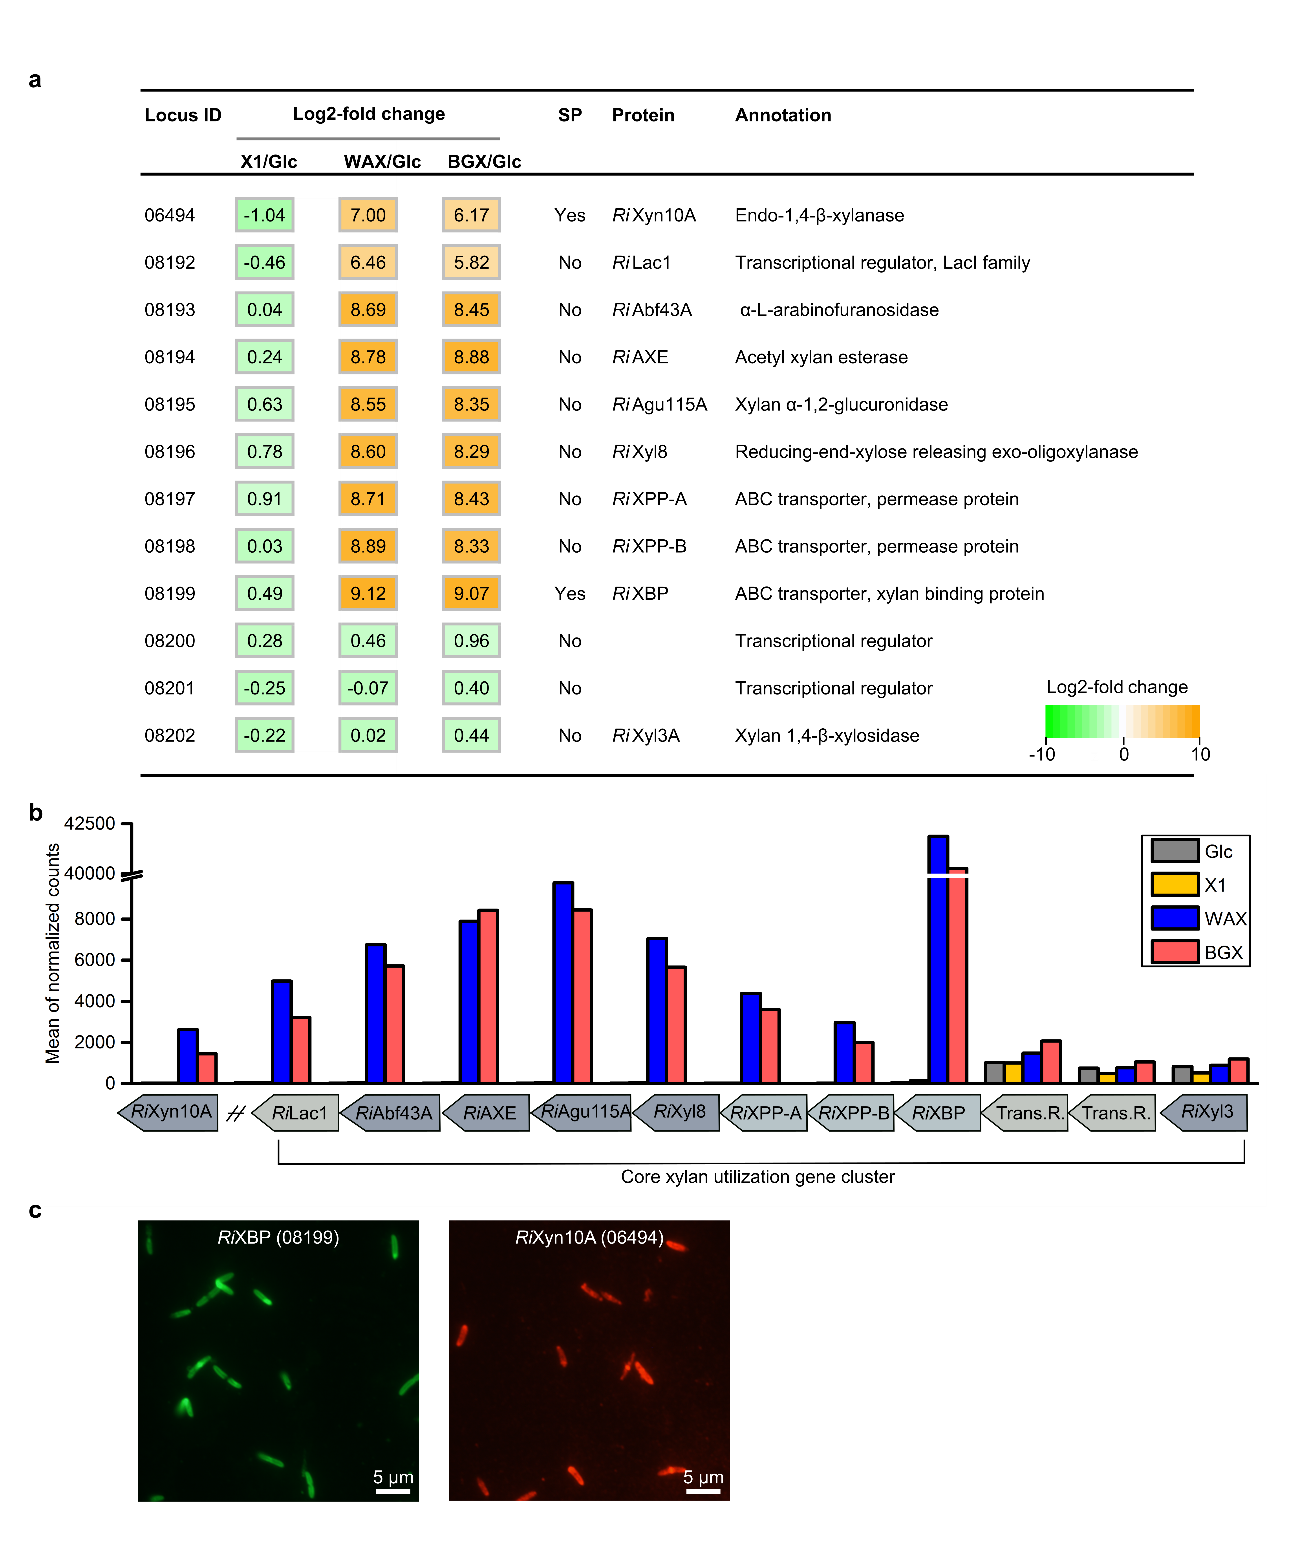 a
Locus ID Log2-fold change SP Protein Annotation
X1/Glc WAX/Glc BGX/Glc
06494 -1.04 7.00 6.17 Yes RiXyn10A Endo-1,4-β-xylanase
08192 -0.46 6.46 5.82 No RiLac1 Transcriptional regulator, LacI family
08193 0.04 8.69 8.45 No RiAbf43A α-L-arabinofuranosidase
08194 0.24 8.78 8.88 No RiAXE Acetyl xylan esterase
08195 0.63 8.55 8.35 No RiAgu115A Xylan α-1,2-glucuronidase
08196 0.78 8.60 8.29 No RiXyl8 Reducing-end-xylose releasing exo-oligoxylanase
08197 0.91 8.71 8.43 No RiXPP-A ABC transporter, permease protein
08198 0.03 8.89 8.33 No RiXPP-B ABC transporter, permease protein
08199 0.49 9.12 9.07 Yes RiXBP ABC transporter, xylan binding protein
08200 0.28 0.46 0.96 No Transcriptional regulator
08201 -0.25 -0.07 0.40 No Transcriptional regulator
08202 -0.22 0.02 0.44 No RiXyl3A Xylan 1,4-β-xylosidase
Log2-fold change
-10 0 10
b
Mean of normalized counts
42500
40000
8000
6000
4000
2000
0
Glc
X1
WAX
BGX
RiXyn10A // RiLac1 RiAbf43A RiAXE RiAgu115A RiXyl8 RiXPP-A RiXPP-B RiXBP Trans.R. Trans.R. RiXyl3
Core xylan utilization gene cluster
c
RiXBP (08199) RiXyn10A (06494)
5 μm 5 μm